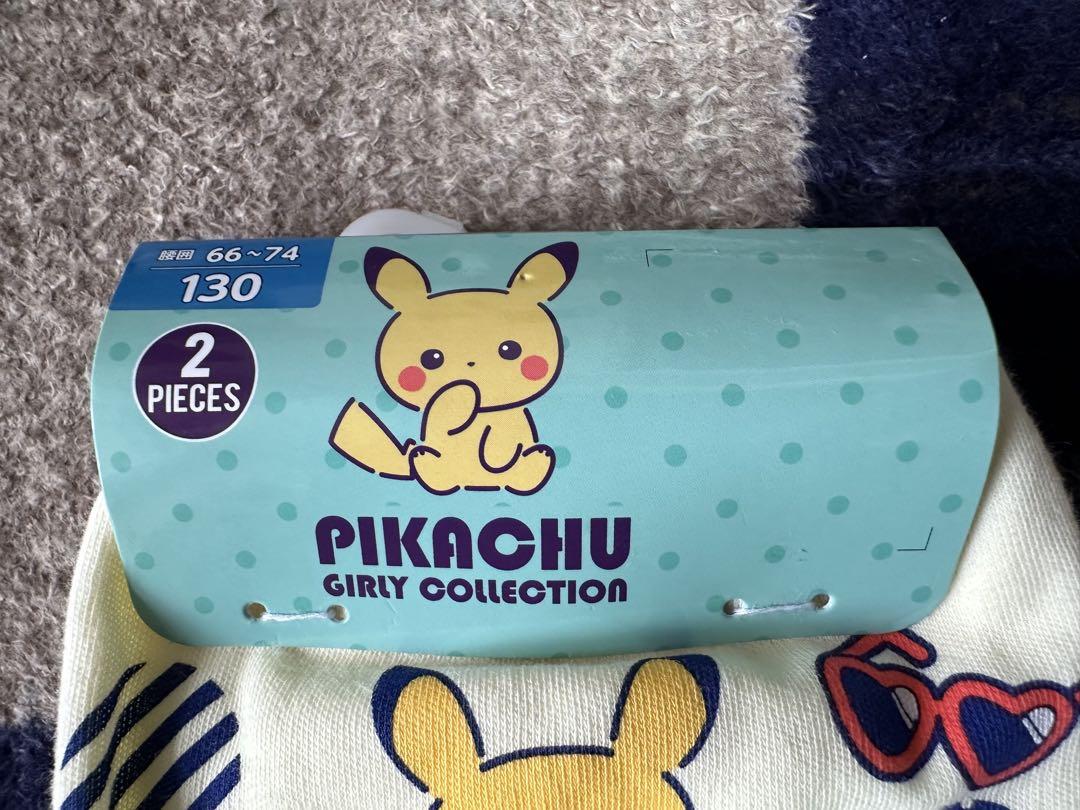 腰囲 66~74
130
2
PIECES
PIKACHU
GIRLY COLLECTION